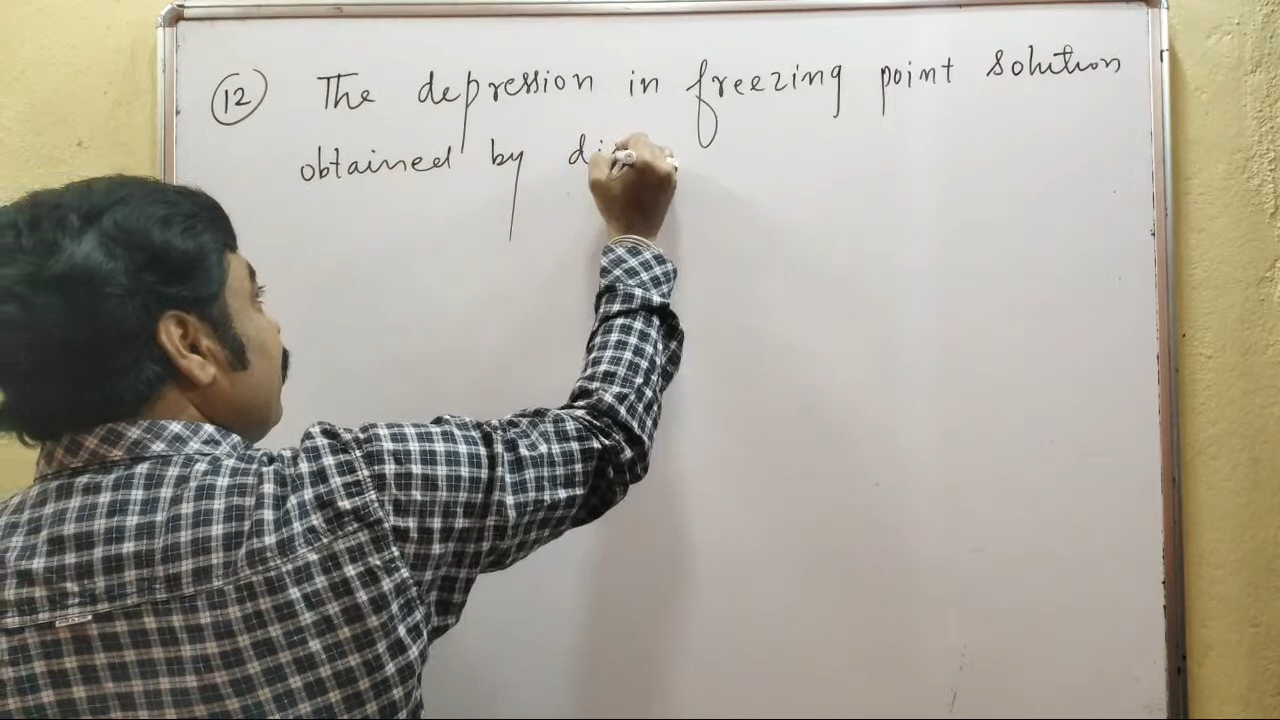 (12) The depression in freezing point solution
obtained by